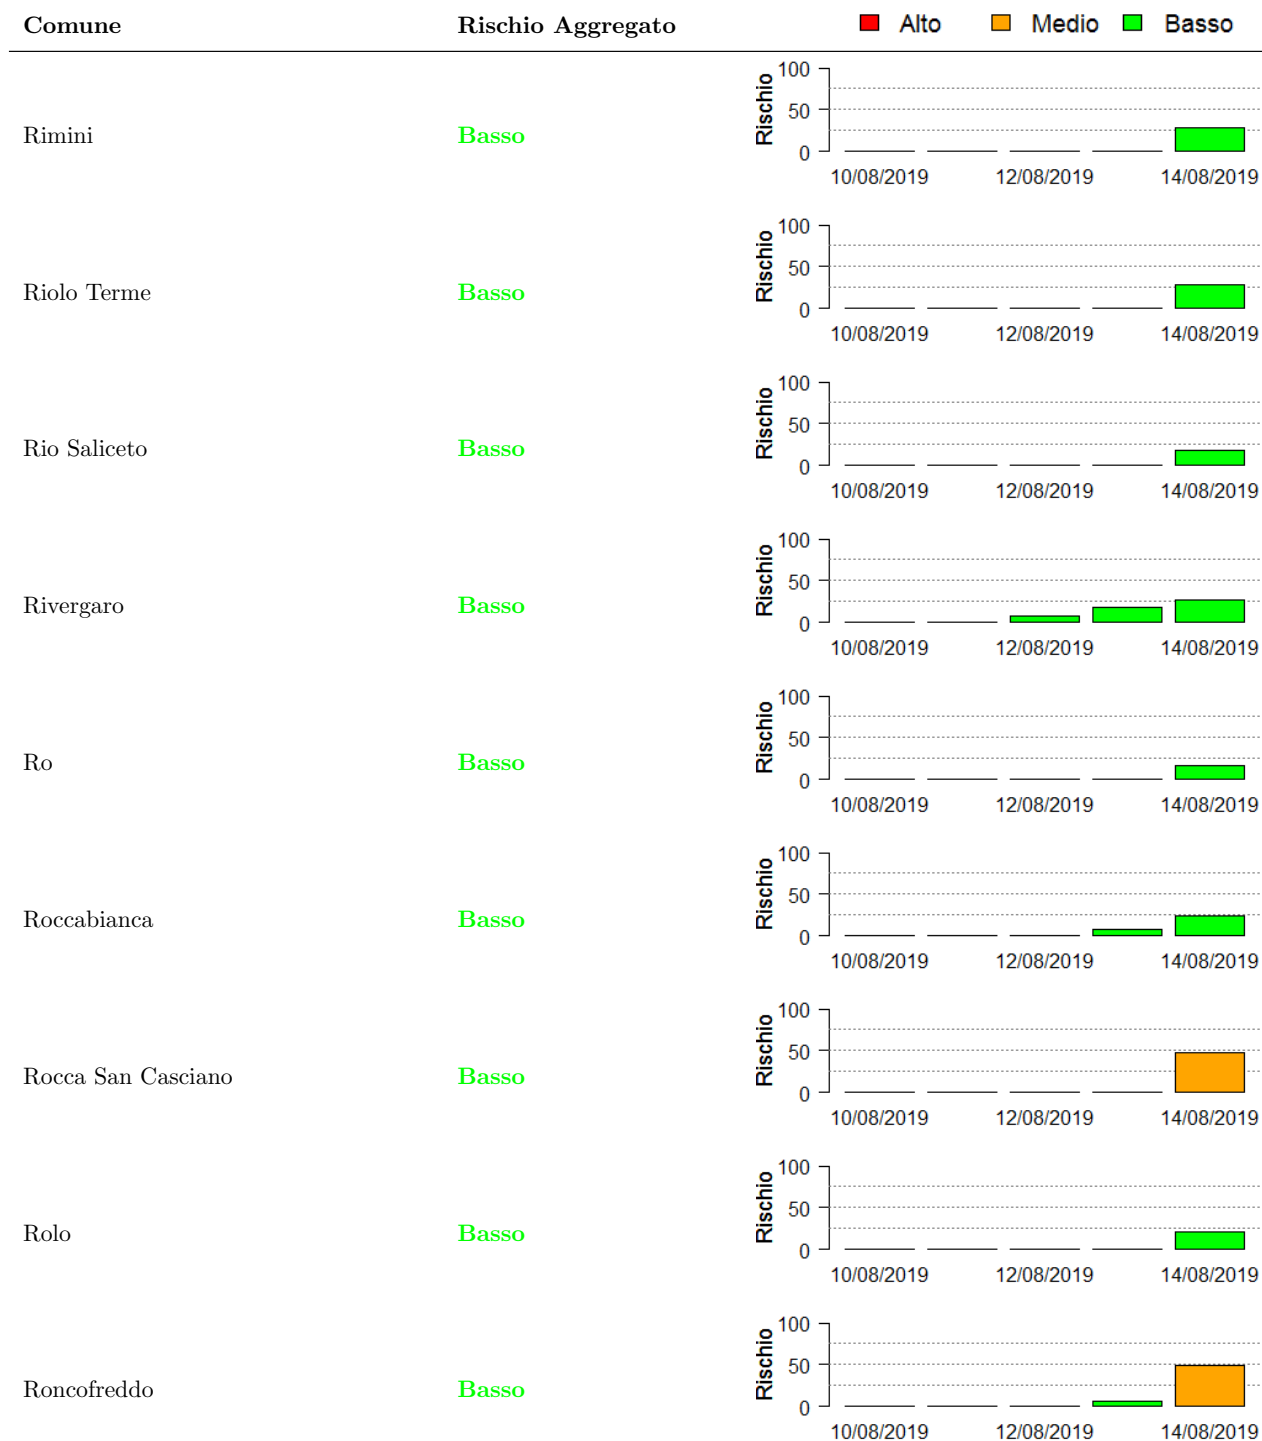 Comune Rischio Aggregato Alto Medio Basso
Rimini Basso
Rischio
100
50
0
10/08/2019 12/08/2019 14/08/2019
Riolo Terme Basso
Rischio
100
50
0
10/08/2019 12/08/2019 14/08/2019
Rio Saliceto Basso
Rischio
100
50
0
10/08/2019 12/08/2019 14/08/2019
Rivergaro Basso
Rischio
100
50
0
10/08/2019 12/08/2019 14/08/2019
Ro Basso
Rischio
100
50
0
10/08/2019 12/08/2019 14/08/2019
Roccabianca Basso
Rischio
100
50
0
10/08/2019 12/08/2019 14/08/2019
Rocca San Casciano Basso
Rischio
100
50
0
10/08/2019 12/08/2019 14/08/2019
Rolo Basso
Rischio
100
50
0
10/08/2019 12/08/2019 14/08/2019
Roncofreddo Basso
Rischio
100
50
0
10/08/2019 12/08/2019 14/08/2019